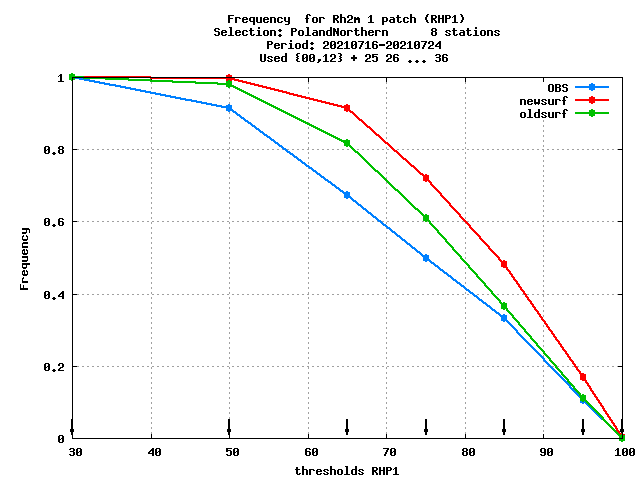 Frequency  for Rh2m 1 patch (RHP1)
Selection: PolandNorthern      8 stations
Period: 20210716-20210724
Used {00,12} + 25 26 ... 36
OBS
newsurf
oldsurf
1
0.8
0.6
0.4
0.2
0
Frequency
30 40 50 60 70 80 90 100
thresholds RHP1